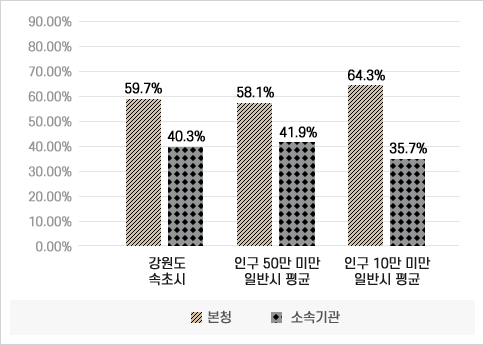 90.00%
80.00%
70.00%
60.00%
50.00%
40.00%
30.00%
20.00%
10.00%
0.00%
59.7%
40.3%
58.1%
41.9%
64.3%
35.7%
강원도
속초시
인구 50만 미만
일반시 평균
인구 10만 미만
일반시 평균
본청
소속기관